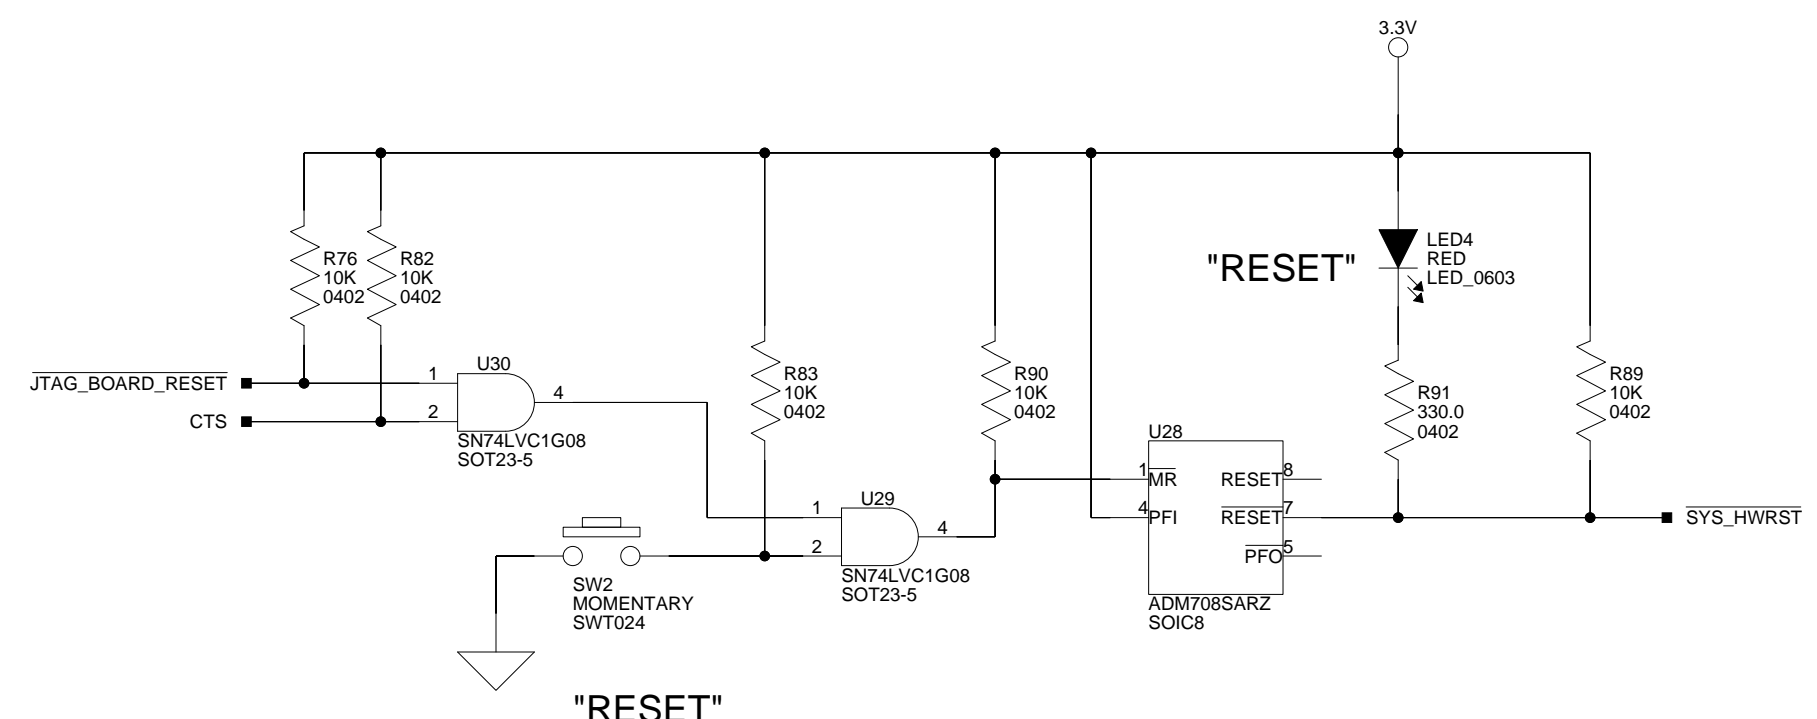 3.3V
R76
10K
0402
R82
10K
0402
"RESET"
LED4
RED
LED_0603
JTAG_BOARD_RESET
CTS
1
2
U30
4
SN74LVC1G08
SOT23-5
R83
10K
0402
R90
10K
0402
R91
330.0
0402
R89
10K
0402
U28
1
MR
4
PFI
RESET
8
RESET
7
PFO
5
ADM708SARZ
SOIC8
SYS_HWRST
1
2
U29
4
SN74LVC1G08
SOT23-5
SW2
MOMENTARY
SWT024
"RESET"